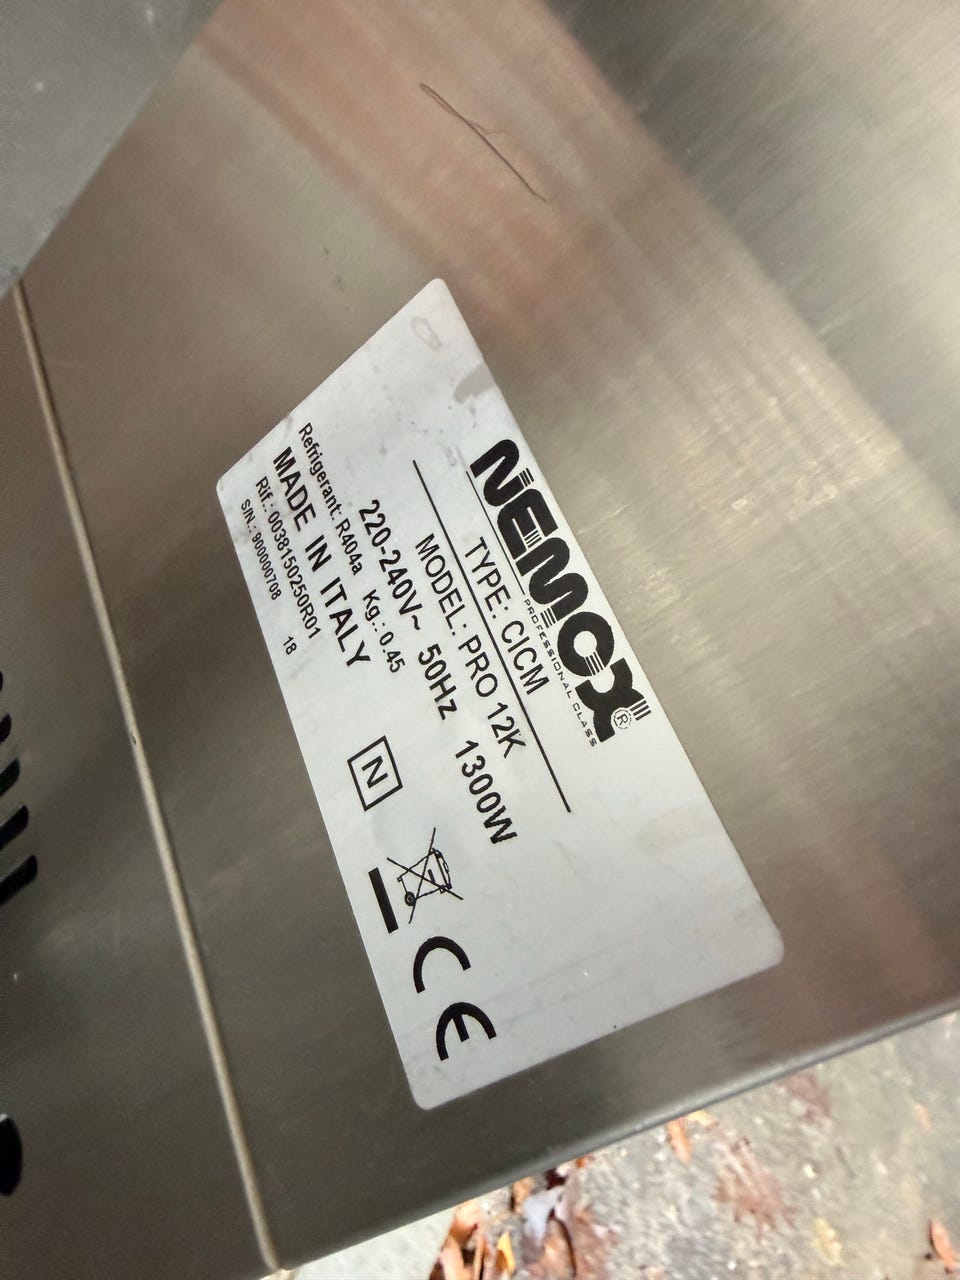 NEMOX®
PROFESSIONAL CLASS
TYPE: CICM
MODEL: PRO 12K
220-240V~ 50Hz 1300W
Refrigerant: R404a Kg.: 0.45
MADE IN ITALY
N
Rif.: 0038150250R01
S/N.: 900000708 18
CE